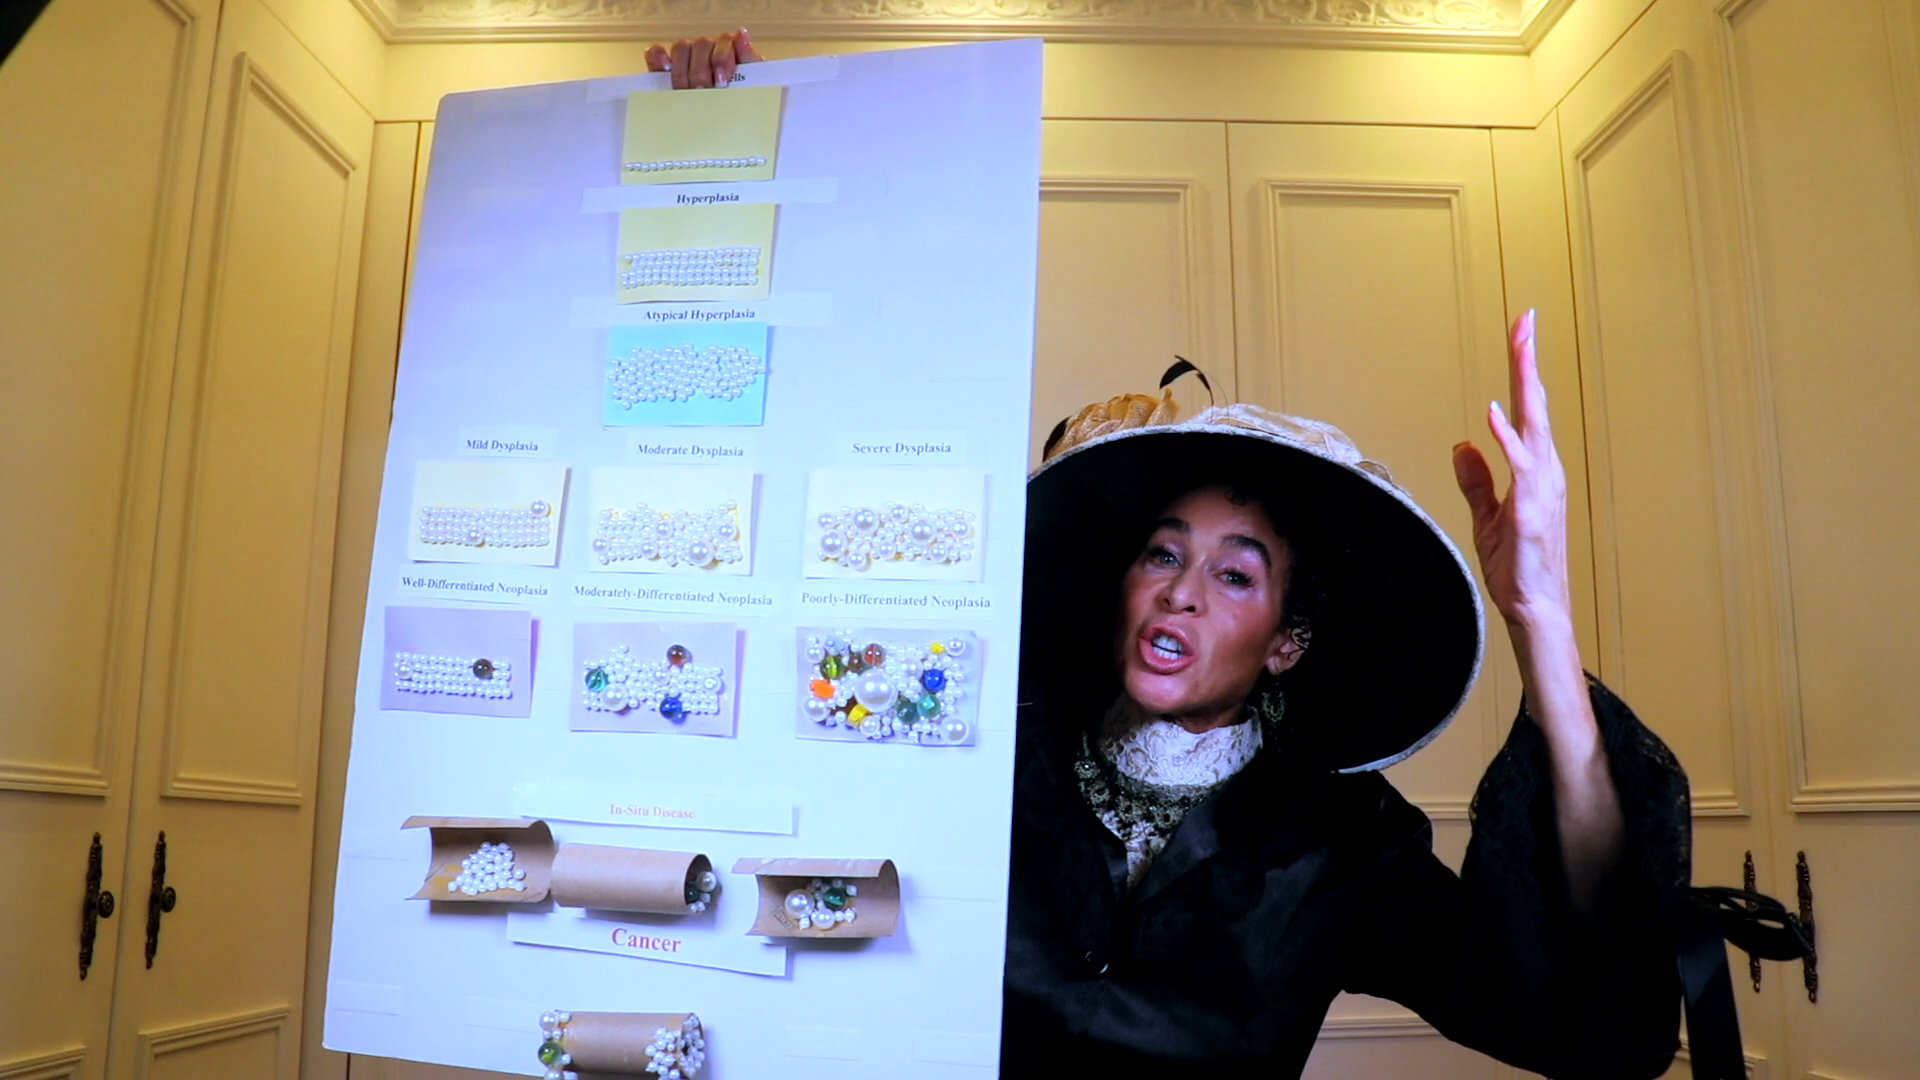 Hyperplasia
Atypical Hyperplasia
Mild Dysplasia
Moderate Dysplasia
Severe Dysplasia
Well-Differentiated Neoplasia
Moderately-Differentiated Neoplasia
Poorly-Differentiated Neoplasia
In-Situ Disease
Cancer